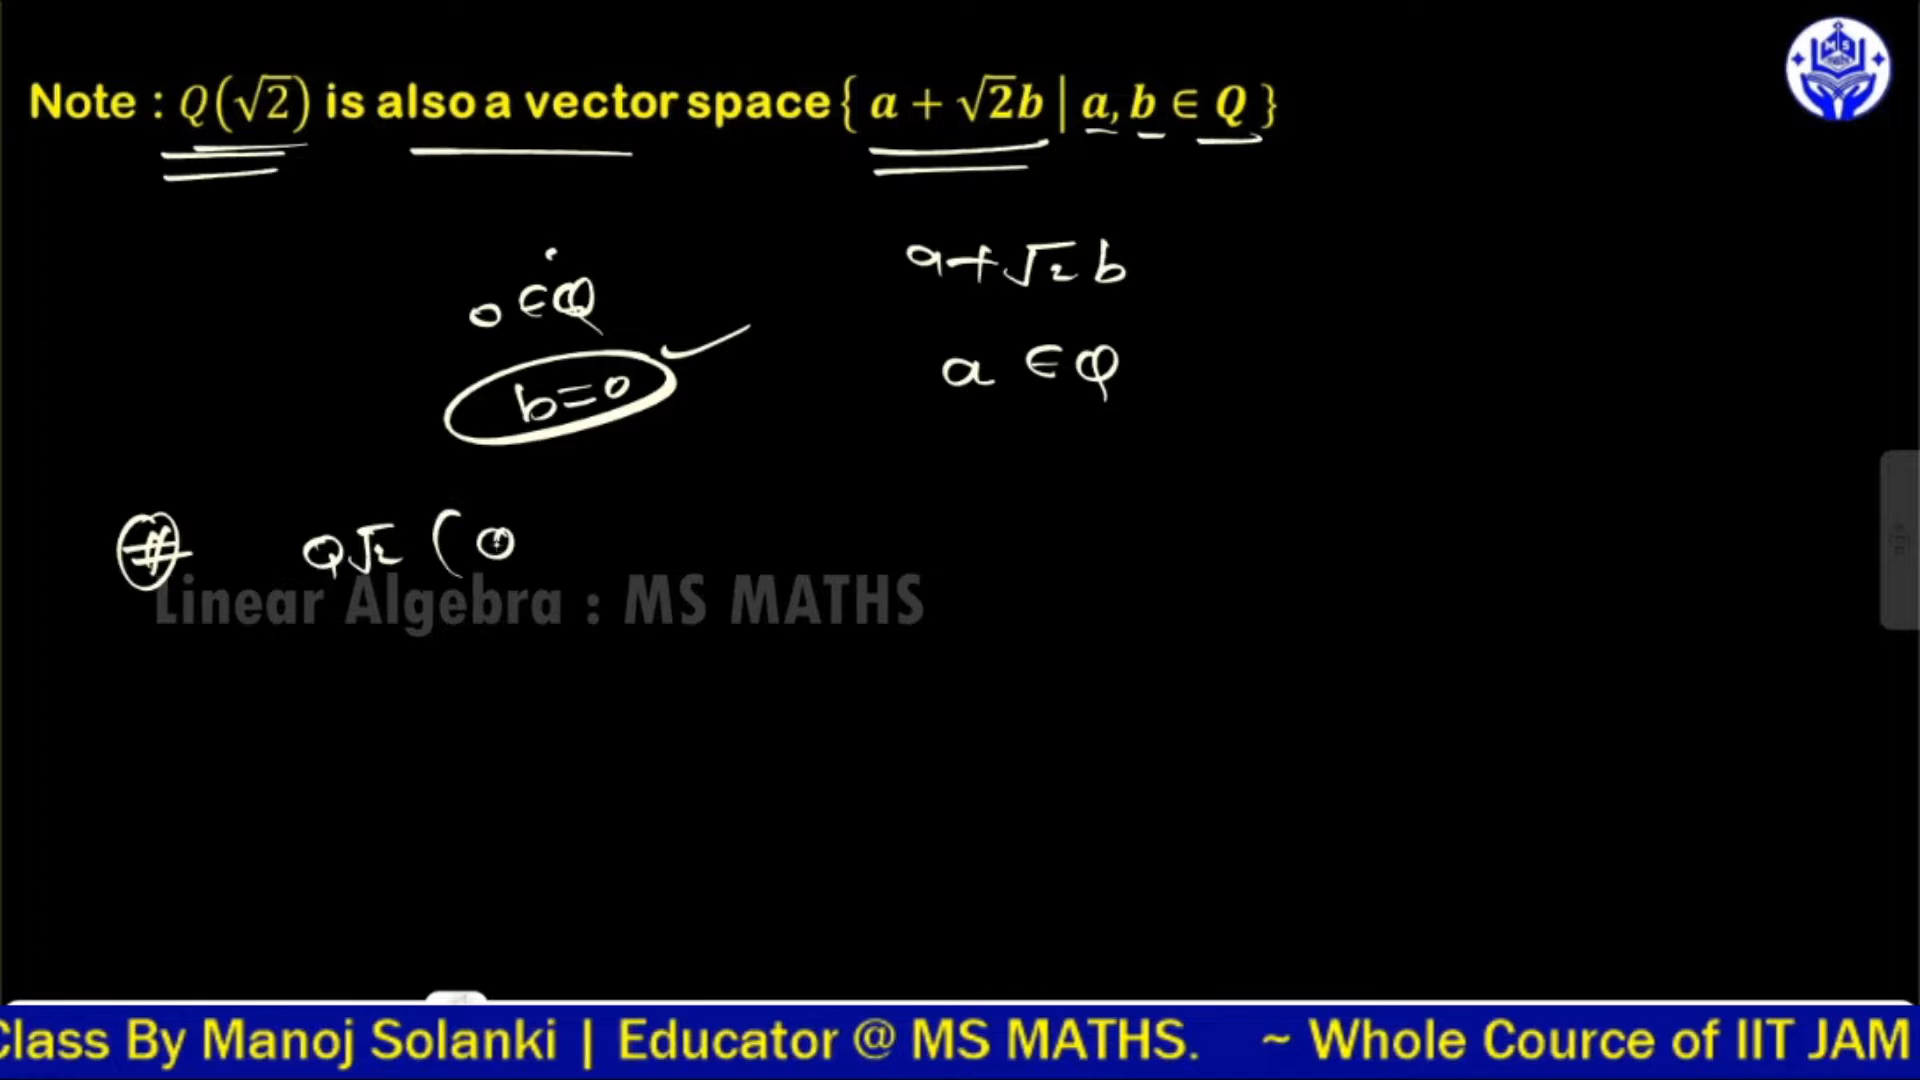 Note : Q(√2) is also a vector space { a + √2b | a, b ∈ Q }
a+√2 b
0 ∈ Q
a ∈ Q
b=0
# Q√2 ( Q
Linear Algebra : MS MATHS
Class By Manoj Solanki | Educator @ MS MATHS. ~ Whole Cource of IIT JAM